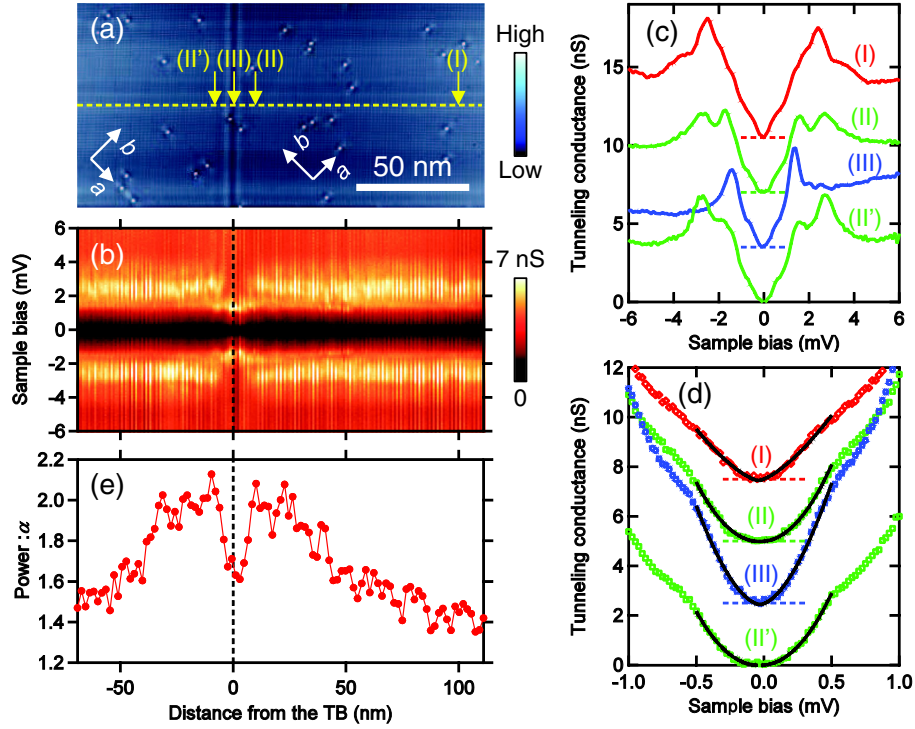 (a)
(II') (III) (II) (I)
b
a
b
a
50 nm
High
Low
(b)
Sample bias (mV)
6
4
2
0
-2
-4
-6
7 nS
0
(e)
Power :α
2.2
2.0
1.8
1.6
1.4
1.2
-50 0 50 100
Distance from the TB (nm)
(c)
Tunneling conductance (nS)
15
10
5
0
(I)
(II)
(III)
(II')
-6 -4 -2 0 2 4 6
Sample bias (mV)
(d)
Tunneling conductance (nS)
12
10
8
6
4
2
0
(I)
(II)
(III)
(II')
-1.0 -0.5 0.0 0.5 1.0
Sample bias (mV)